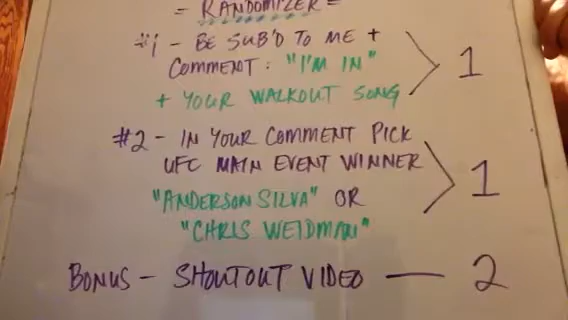 = RANDOMIZER =
#1 - BE SUB'D TO ME +
COMMENT: "I'M IN" 1
+ YOUR WALKOUT SONG
#2 - IN YOUR COMMENT PICK
UFC MAIN EVENT WINNER 1
"ANDERSON SILVA" OR
"CHRIS WEIDMAN"
BONUS - SHOUTOUT VIDEO — 2